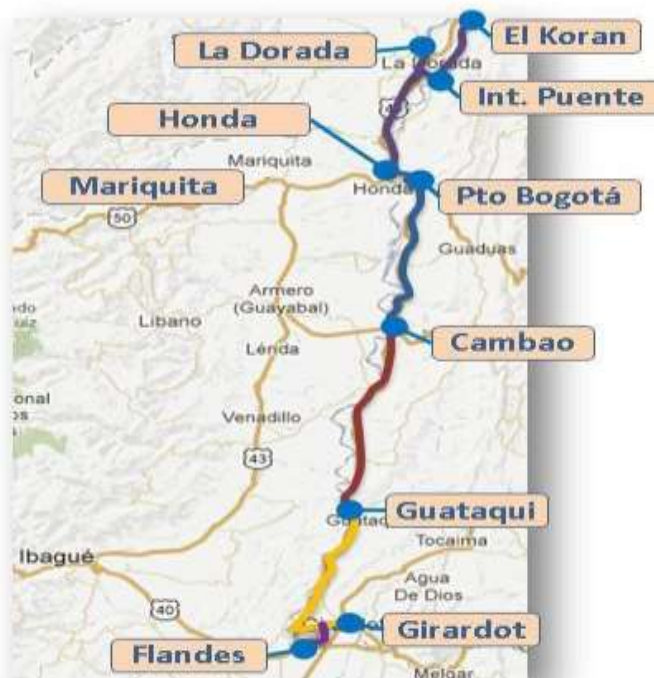 El Koran
La Dorada
La Dorada
Int. Puente
Honda
Mariquita
Mariquita
Honda
Pto Bogotá
50
Guaduas
Armero
(Guayabal)
Libano
Cambao
Lérida
Venadillo
43
Guataqui
Ibagué
Tocaima
Agua
De Dios
40
Girardot
Flandes
Melgar